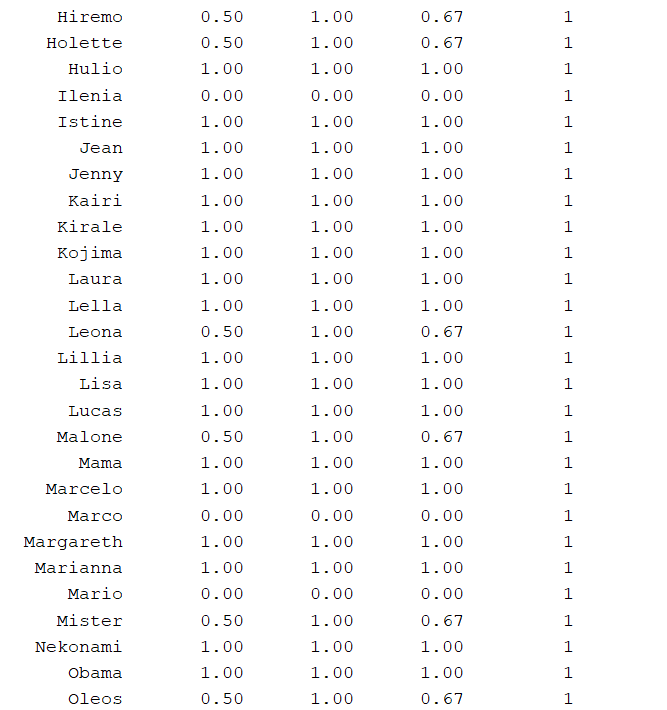 Hiremo 0.50 1.00 0.67 1
Holette 0.50 1.00 0.67 1
Hulio 1.00 1.00 1.00 1
Ilenia 0.00 0.00 0.00 1
Istine 1.00 1.00 1.00 1
Jean 1.00 1.00 1.00 1
Jenny 1.00 1.00 1.00 1
Kairi 1.00 1.00 1.00 1
Kirale 1.00 1.00 1.00 1
Kojima 1.00 1.00 1.00 1
Laura 1.00 1.00 1.00 1
Lella 1.00 1.00 1.00 1
Leona 0.50 1.00 0.67 1
Lillia 1.00 1.00 1.00 1
Lisa 1.00 1.00 1.00 1
Lucas 1.00 1.00 1.00 1
Malone 0.50 1.00 0.67 1
Mama 1.00 1.00 1.00 1
Marcelo 1.00 1.00 1.00 1
Marco 0.00 0.00 0.00 1
Margareth 1.00 1.00 1.00 1
Marianna 1.00 1.00 1.00 1
Mario 0.00 0.00 0.00 1
Mister 0.50 1.00 0.67 1
Nekonami 1.00 1.00 1.00 1
Obama 1.00 1.00 1.00 1
Oleos 0.50 1.00 0.67 1